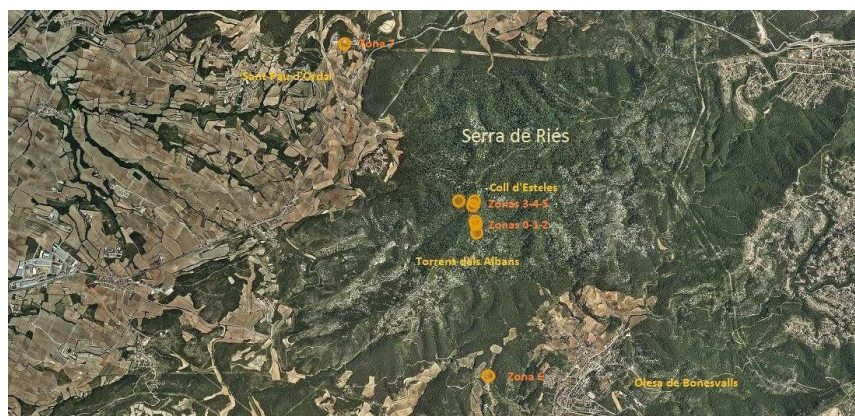 Zona 7
Sant Pau d'Ordal
Serra de Riés
Coll d'Esteles
Zonas 3-4-5
Zonas 0-1-2
Torrent dels Albans
Zona 6
Olesa de Bonesvalls